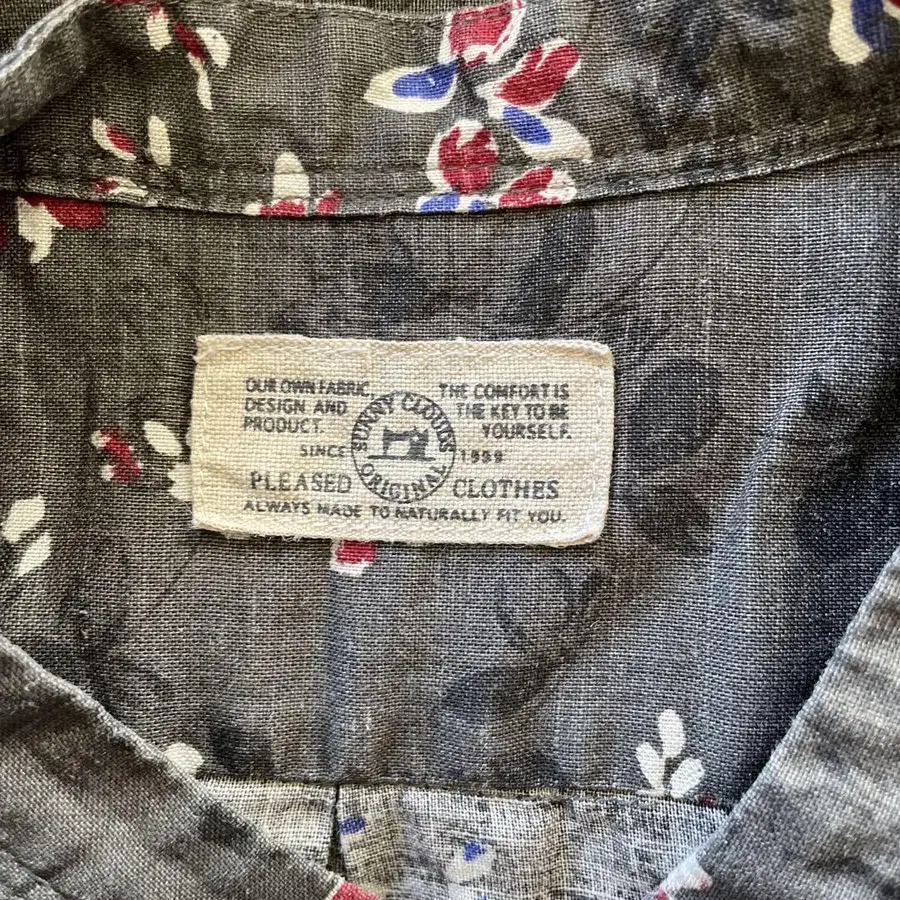 OUR OWN FABRIC,
DESIGN AND
PRODUCT.
THE COMFORT IS
THE KEY TO BE
YOURSELF.
SUNNY CLOUDS
ORIGINAL
SINCE 1999
PLEASED CLOTHES
ALWAYS MADE TO NATURALLY FIT YOU.